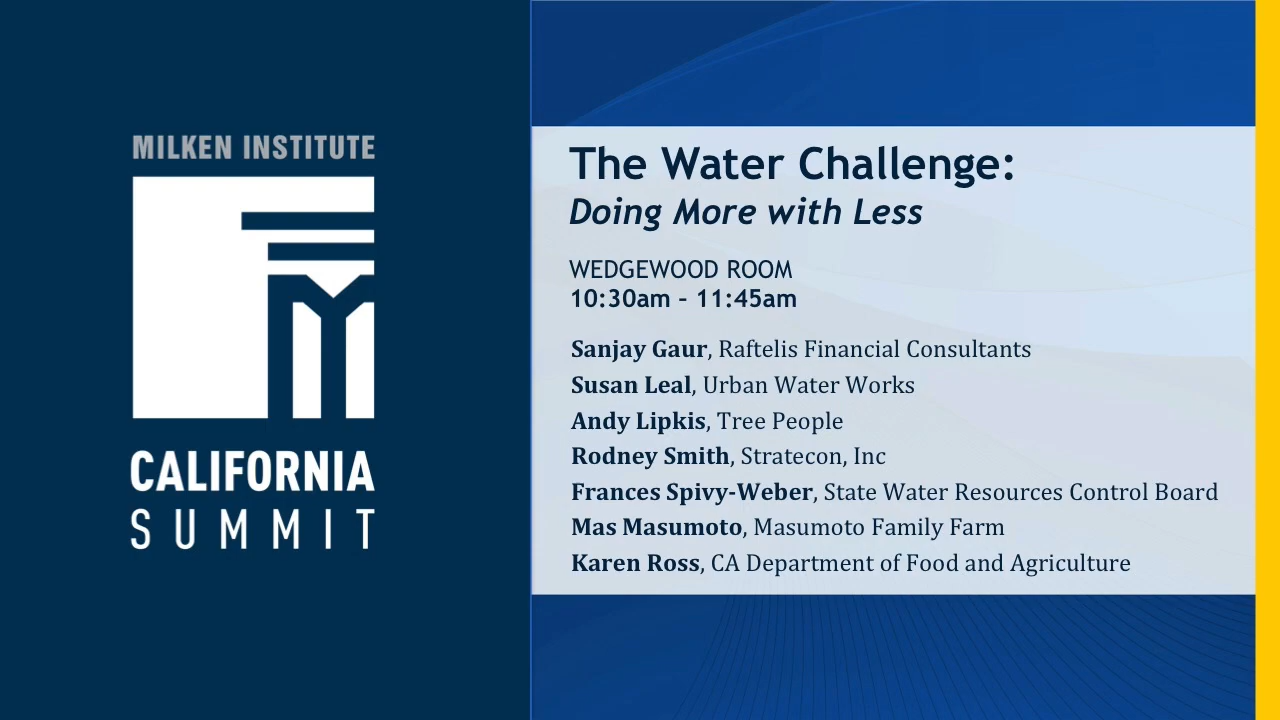 MILKEN INSTITUTE
CALIFORNIA
SUMMIT
The Water Challenge:
Doing More with Less
WEDGEWOOD ROOM
10:30am – 11:45am
Sanjay Gaur, Raftelis Financial Consultants
Susan Leal, Urban Water Works
Andy Lipkis, Tree People
Rodney Smith, Stratecon, Inc
Frances Spivy-Weber, State Water Resources Control Board
Mas Masumoto, Masumoto Family Farm
Karen Ross, CA Department of Food and Agriculture